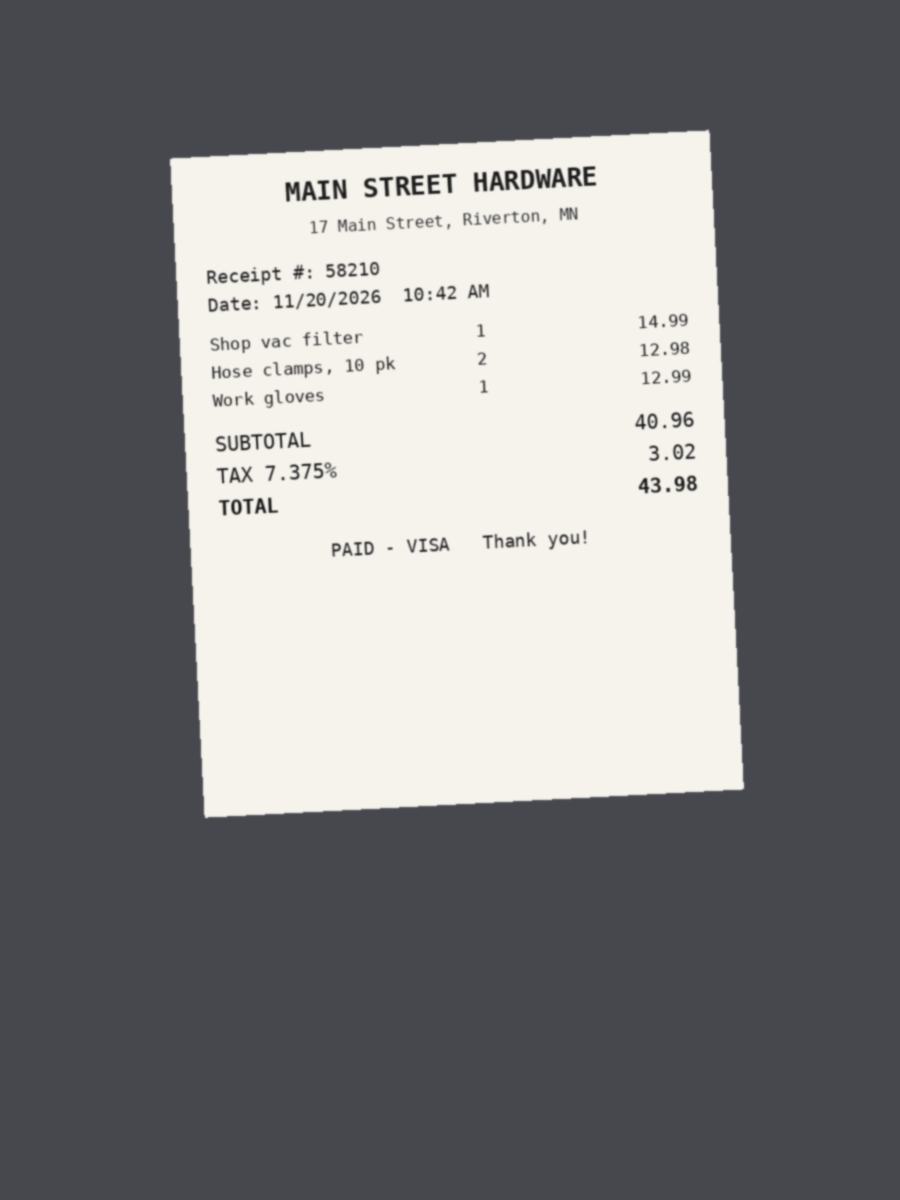 MAIN STREET HARDWARE
17 Main Street, Riverton, MN
Receipt #: 58210
Date: 11/20/2026 10:42 AM
Shop vac filter 1 14.99
Hose clamps, 10 pk 2 12.98
Work gloves 1 12.99
SUBTOTAL 40.96
TAX 7.375% 3.02
TOTAL 43.98
PAID - VISA Thank you!